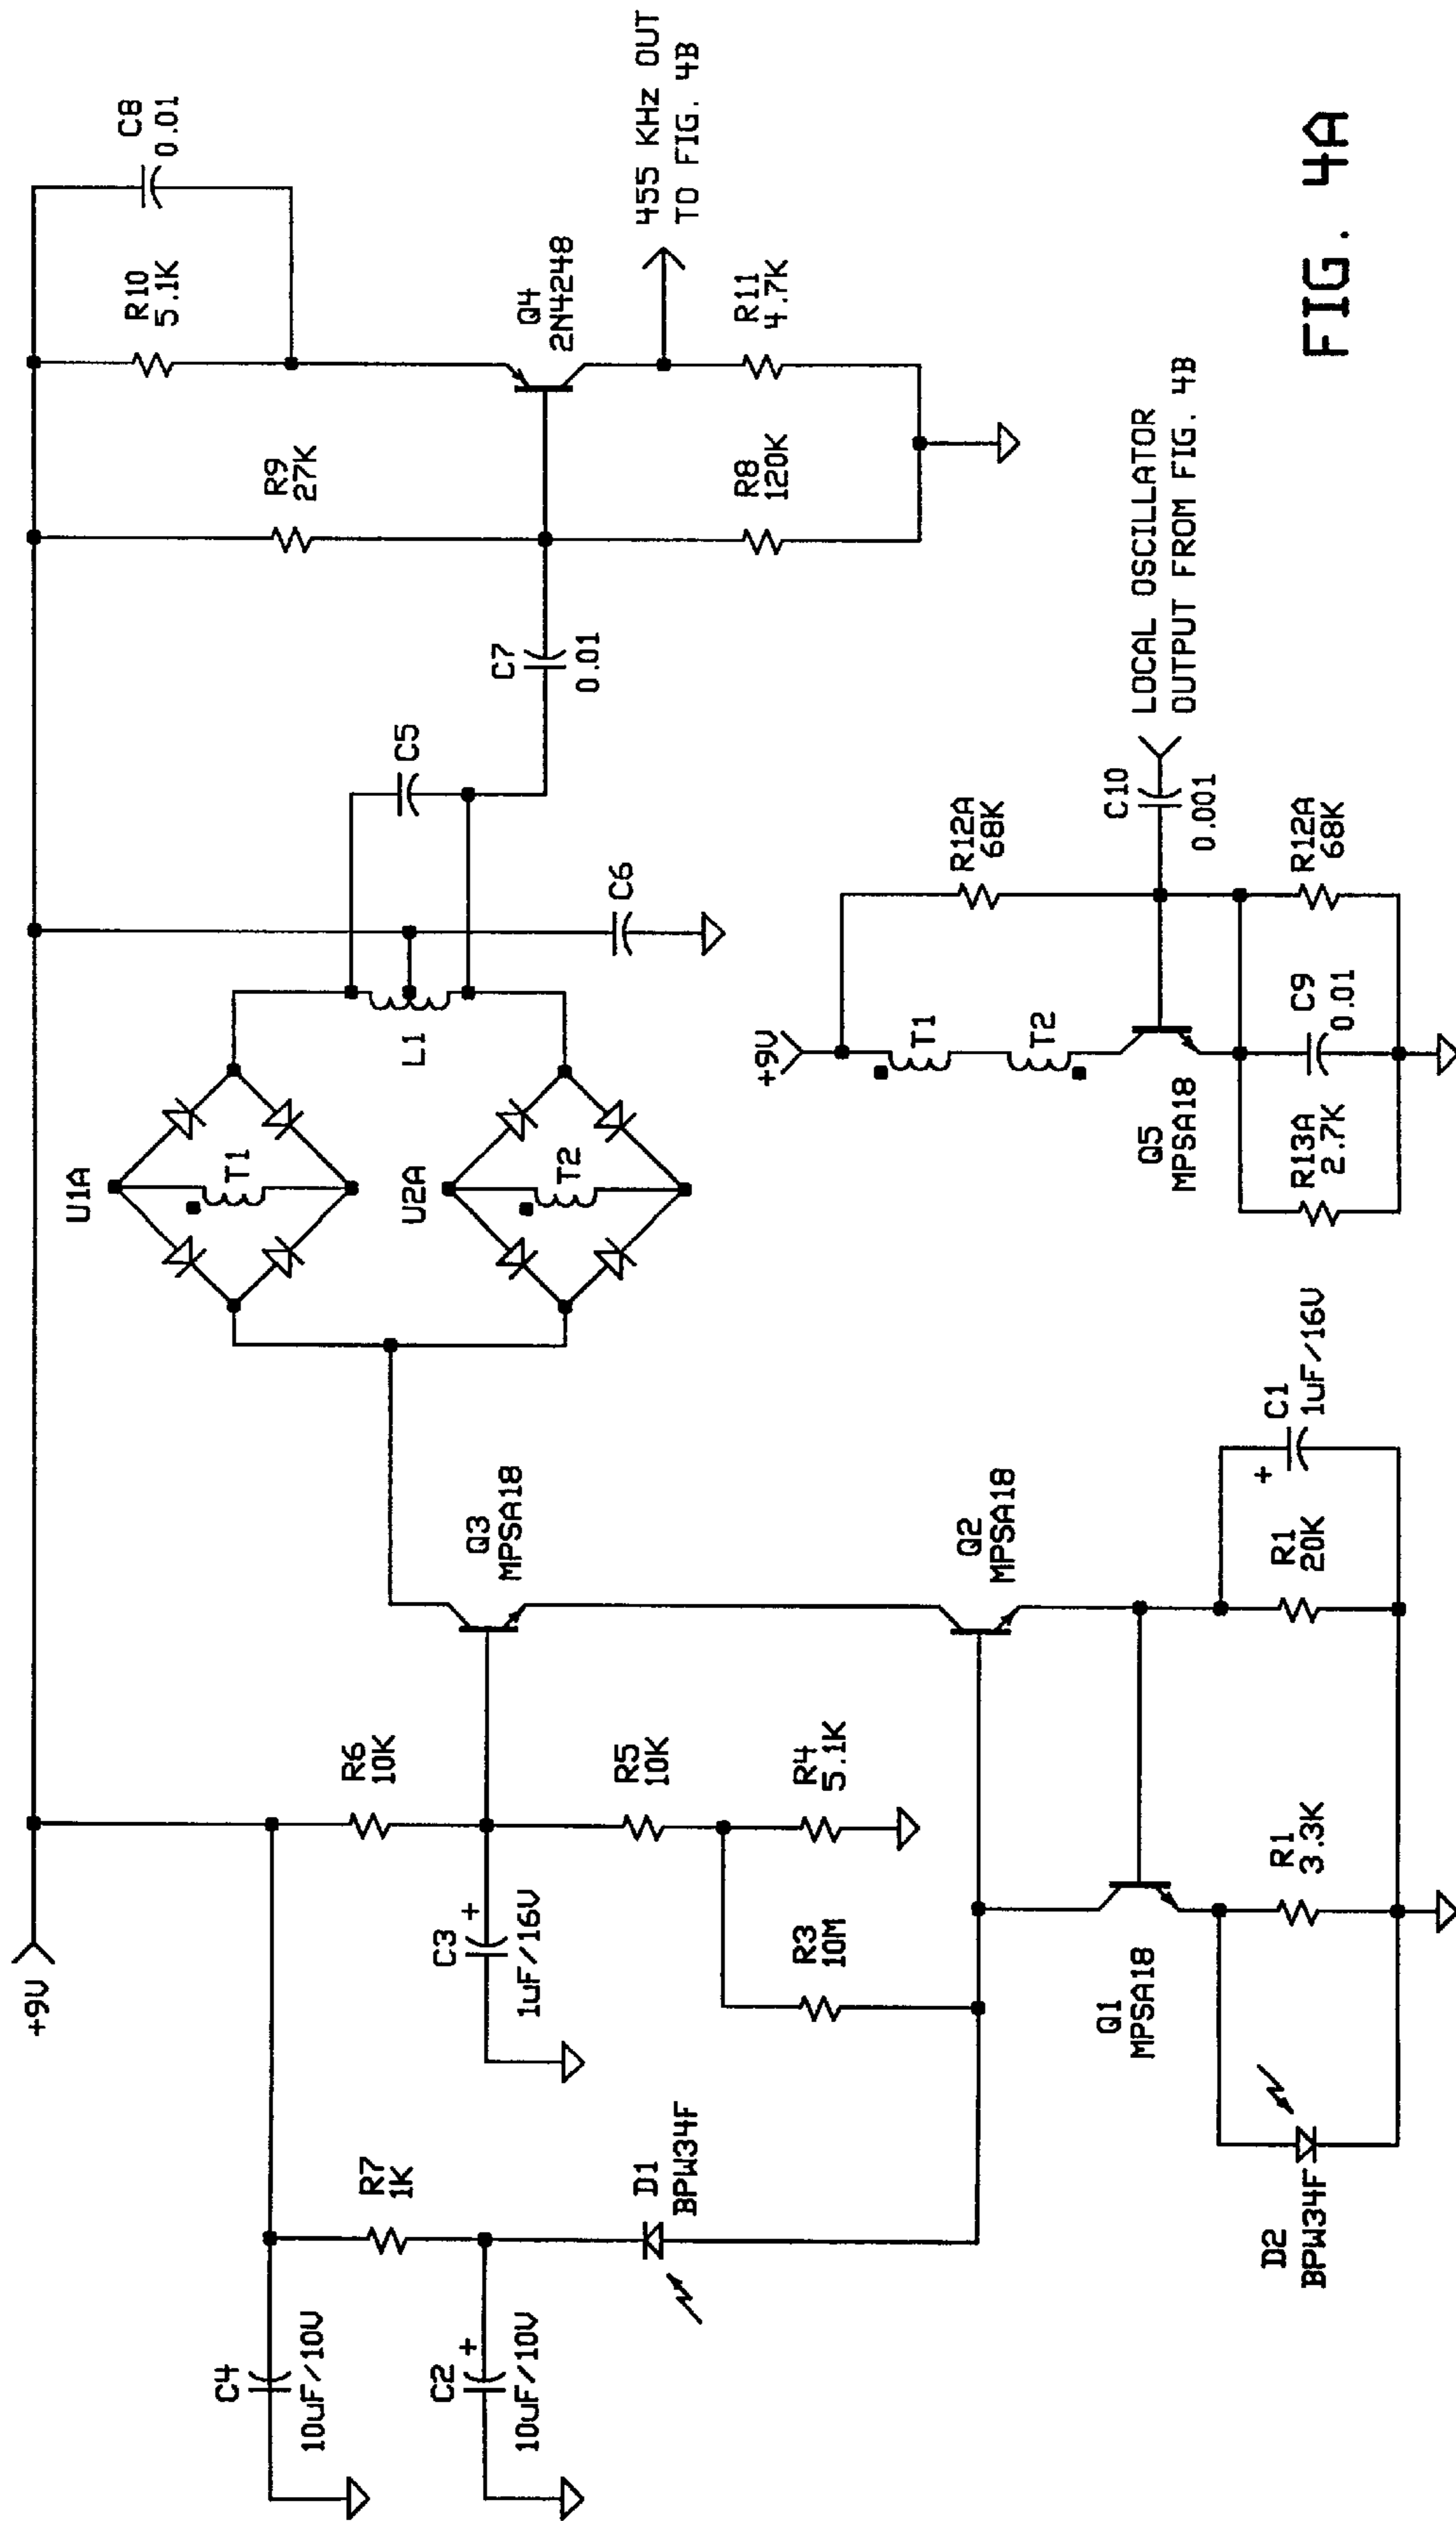 +9V
C4
10uF/10V
R7
1K
C2
+
10uF/10V
D1
BPW34F
C3
+
1uF/16V
R6
10K
R5
10K
R3
10M
R4
5.1K
Q3
MPSA18
Q2
MPSA18
Q1
MPSA18
D2
BPW34F
R1
3.3K
R1
20K
+
C1
1uF/16V
U1A
T1
U2A
T2
L1
C5
C6
C7
0.01
R9
27K
R10
5.1K
C8
0.01
Q4
2N4248
455 KHz OUT
TO FIG. 4B
R8
120K
R11
4.7K
+9V
T1
T2
R12A
68K
Q5
MPSA18
C10
0.001
LOCAL OSCILLATOR
OUTPUT FROM FIG. 4B
R13A
2.7K
C9
0.01
R12A
68K
FIG. 4A